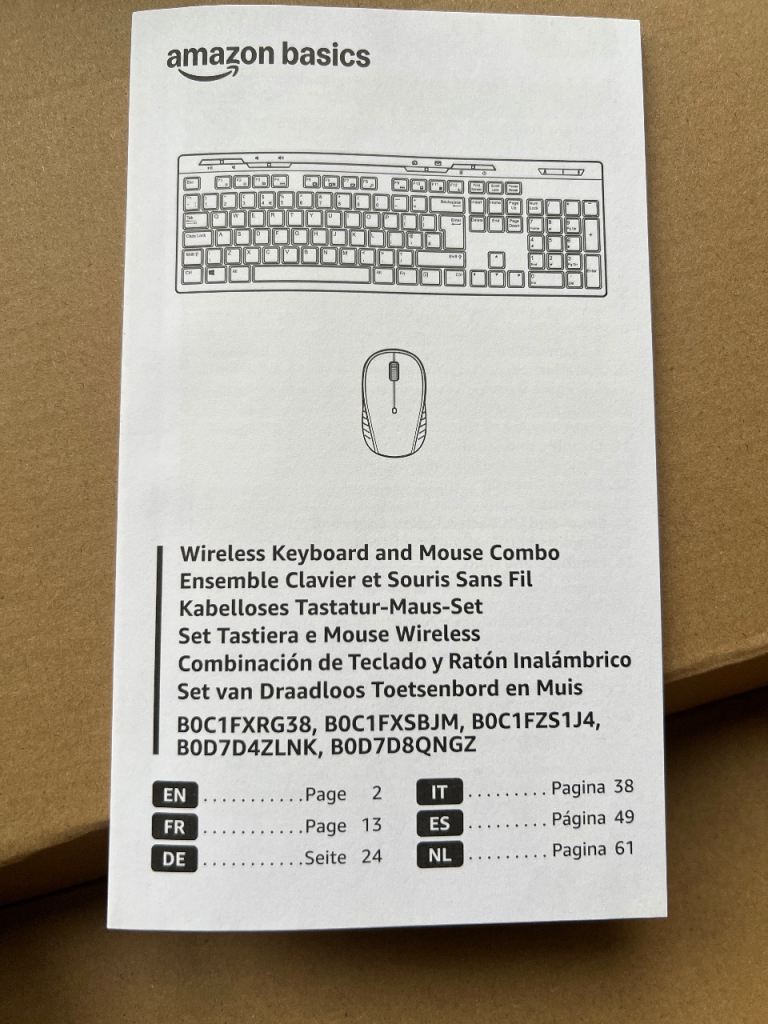 amazon basics
Wireless Keyboard and Mouse Combo
Ensemble Clavier et Souris Sans Fil
Kabelloses Tastatur-Maus-Set
Set Tastiera e Mouse Wireless
Combinación de Teclado y Ratón Inalámbrico
Set van Draadloos Toetsenbord en Muis
B0C1FXRG38, B0C1FXSBJM, B0C1FZS1J4,
B0D7D4ZLNK, B0D7D8QNGZ
EN ...........Page 2
FR ...........Page 13
DE ...........Seite 24
IT ......... Pagina 38
ES ......... Página 49
NL ......... Pagina 61